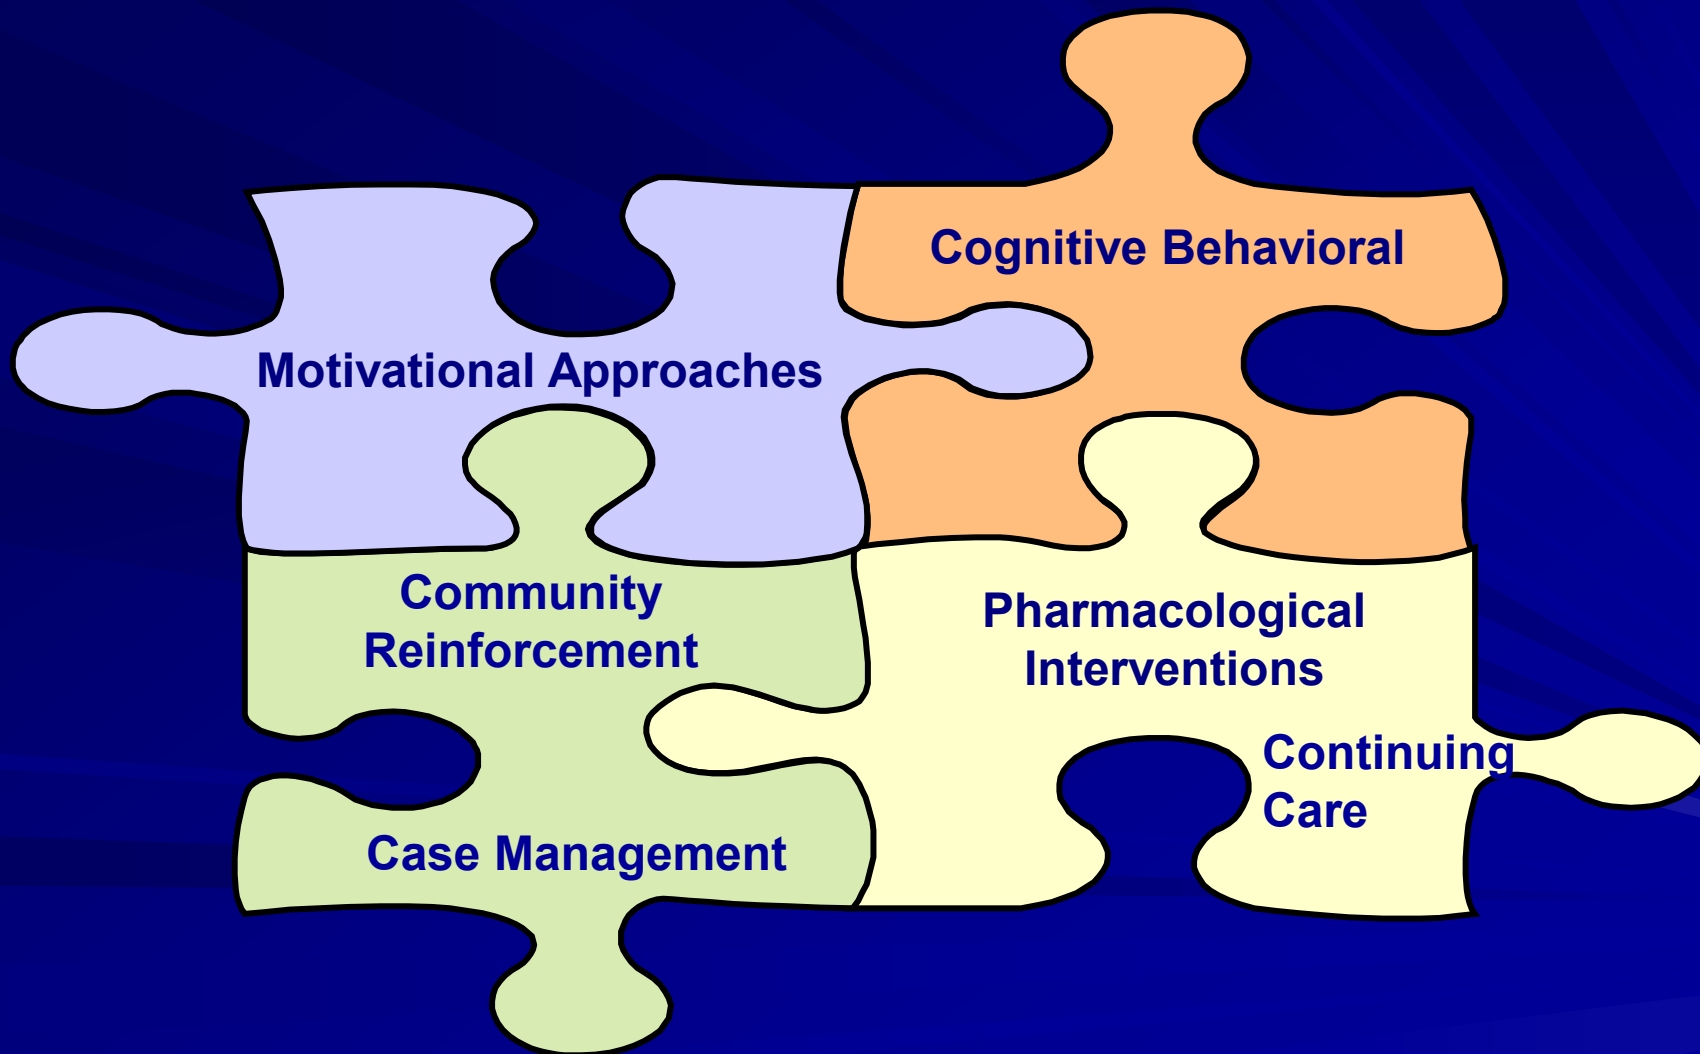 Cognitive Behavioral
Motivational Approaches
Community
Reinforcement
Pharmacological
Interventions
Continuing
Care
Case Management